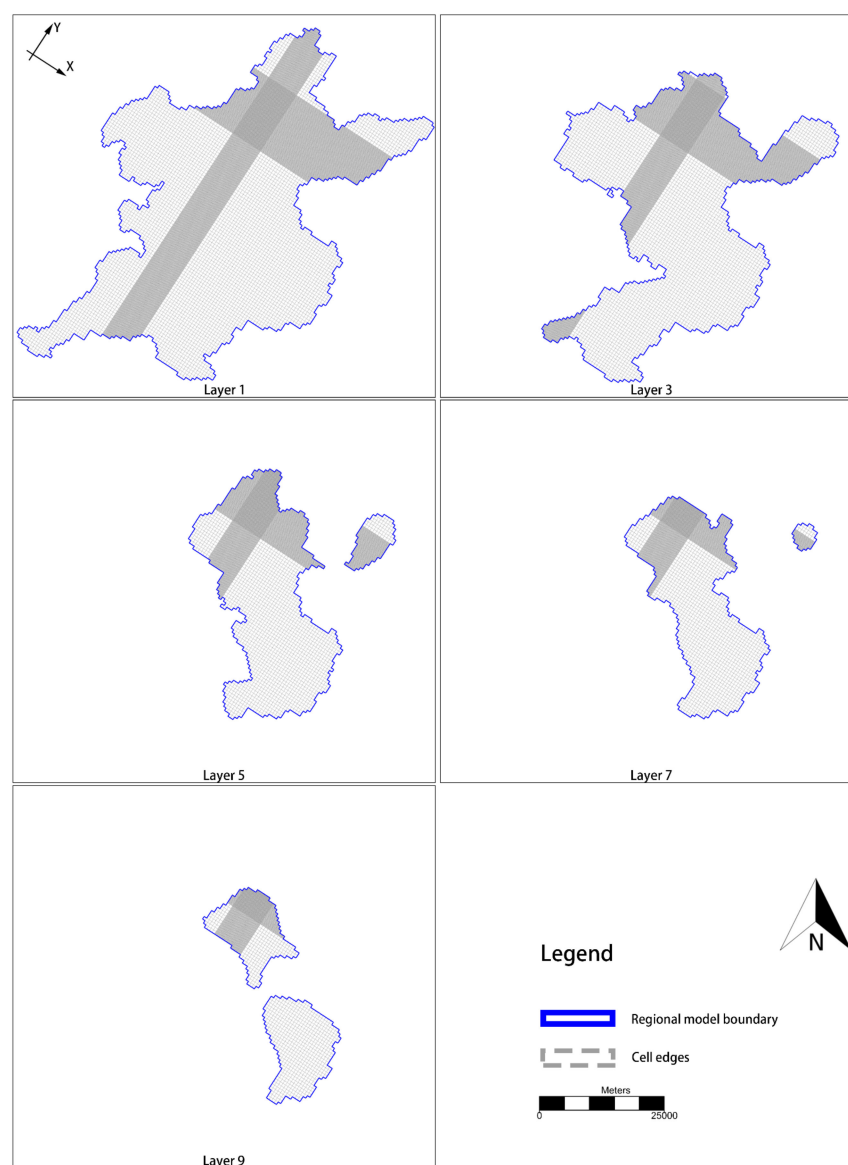 Y
X
Layer 1
Layer 3
Layer 5
Layer 7
Layer 9
N
Legend
Regional model boundary
Cell edges
Meters
0 25000